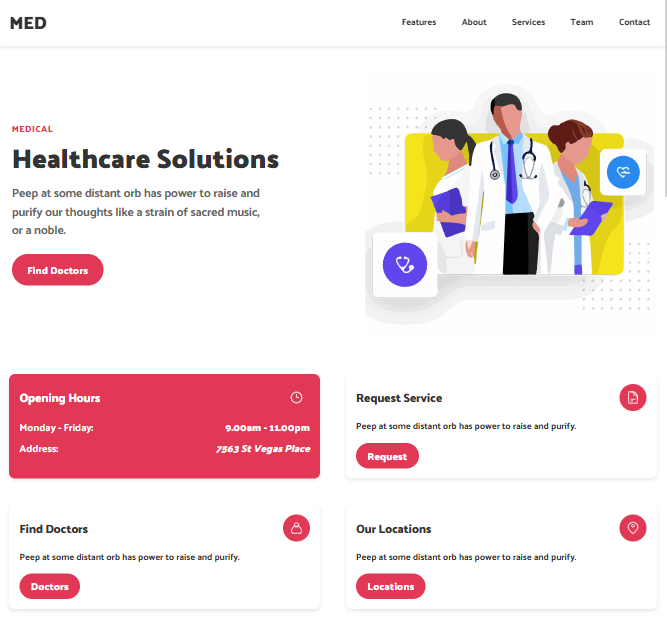 MED
Features About Services Team Contact
MEDICAL
Healthcare Solutions
Peep at some distant orb has power to raise and
purify our thoughts like a strain of sacred music,
or a noble.
Find Doctors
Opening Hours
Monday - Friday: 9.00am - 11.00pm
Address: 7563 St Vegas Place
Request Service
Peep at some distant orb has power to raise and purify.
Request
Find Doctors
Peep at some distant orb has power to raise and purify.
Doctors
Our Locations
Peep at some distant orb has power to raise and purify.
Locations